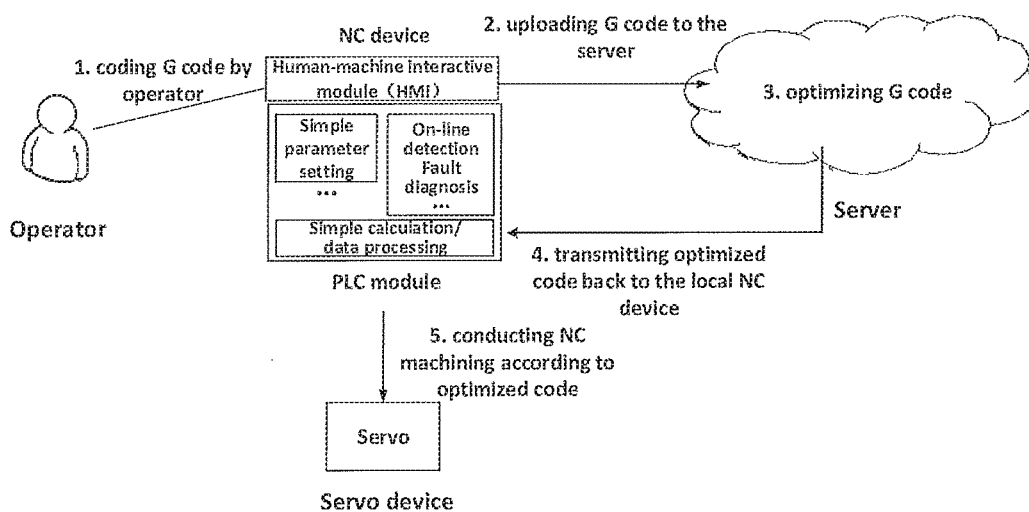 1. coding G code by
operator
Operator
NC device
Human-machine interactive
module（HMI）
Simple
parameter
setting
...
On-line
detection
Fault
diagnosis
...
Simple calculation/
data processing
PLC module
2. uploading G code to the
server
3. optimizing G code
Server
4. transmitting optimized
code back to the local NC
device
5. conducting NC
machining according to
optimized code
Servo
Servo device